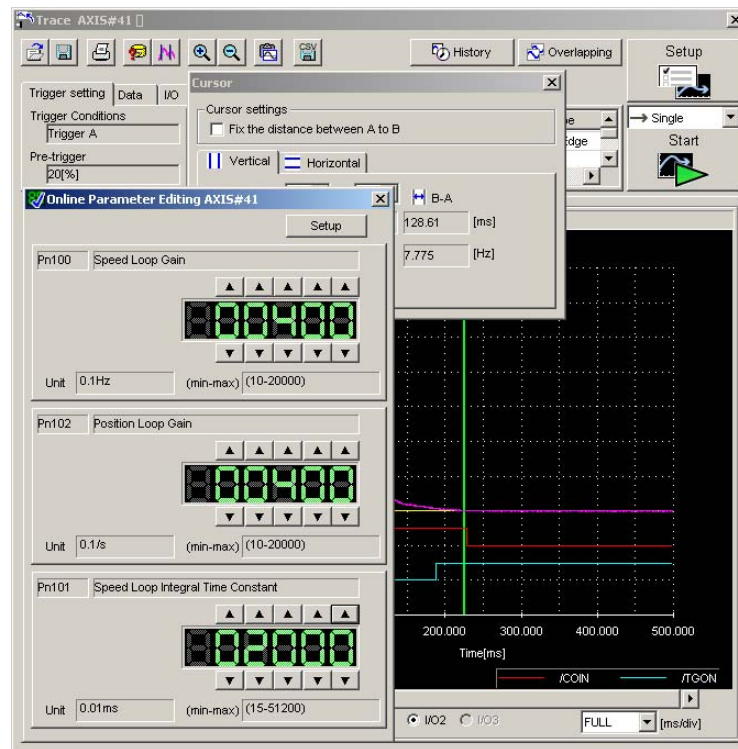 Trace AXIS#41
CSV
History
Overlapping
Setup
Trigger setting
Data
I/O
Trigger Conditions
Trigger A
Pre-trigger
20[%]
Edge
Single
Start
Cursor
Cursor settings
Fix the distance between A to B
Vertical
Horizontal
B-A
128.61 [ms]
7.775 [Hz]
Online Parameter Editing AXIS#41
Setup
Pn100 Speed Loop Gain
00400
Unit 0.1Hz (min-max) (10-20000)
Pn102 Position Loop Gain
00400
Unit 0.1/s (min-max) (10-20000)
Pn101 Speed Loop Integral Time Constant
02000
Unit 0.01ms (min-max) (15-51200)
200.000 300.000 400.000 500.000
Time[ms]
/COIN /TGON
I/O2 I/O3 FULL [ms/div]